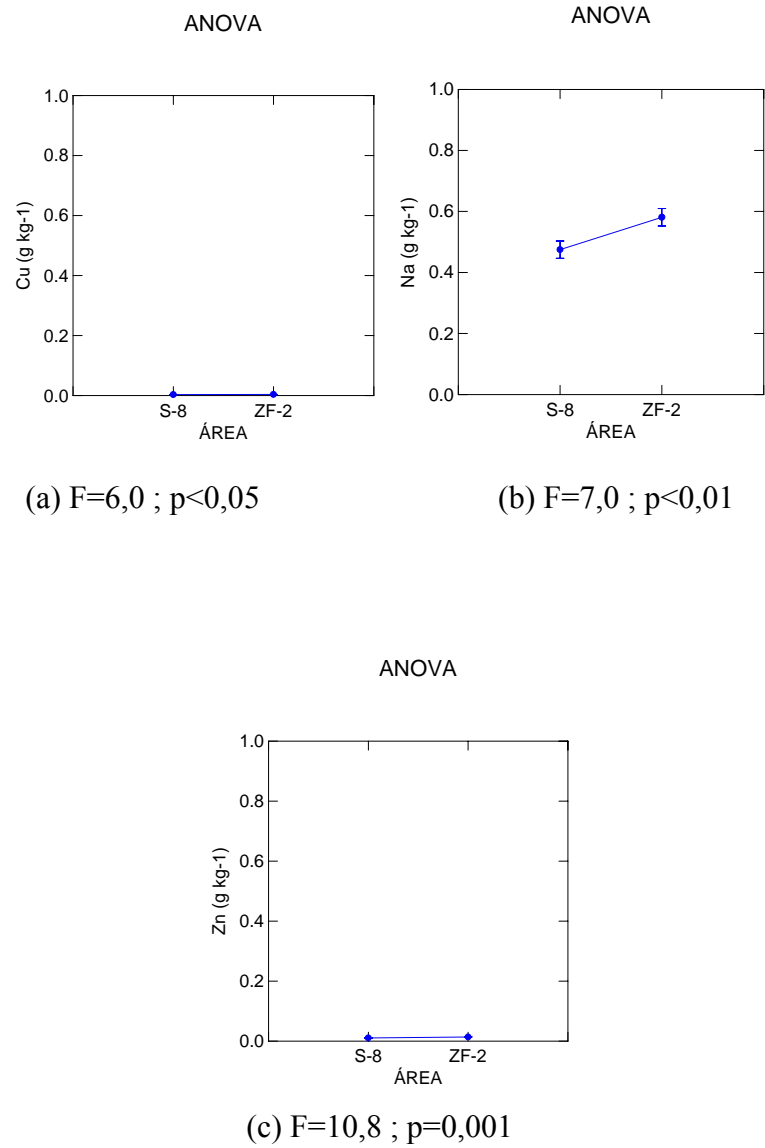 ANOVA
1.0
0.8
0.6
0.4
0.2
0.0
Cu (g kg-1)
S-8 ZF-2
ÁREA
(a) F=6,0 ; p<0,05
ANOVA
1.0
0.8
0.6
0.4
0.2
0.0
Na (g kg-1)
S-8 ZF-2
ÁREA
(b) F=7,0 ; p<0,01
ANOVA
1.0
0.8
0.6
0.4
0.2
0.0
Zn (g kg-1)
S-8 ZF-2
ÁREA
(c) F=10,8 ; p=0,001